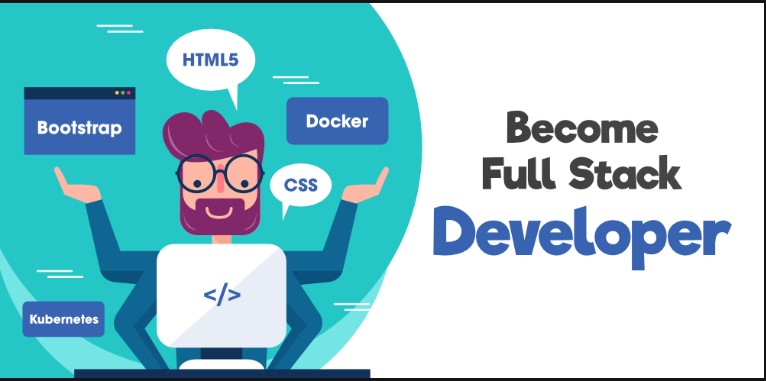 HTML5
Bootstrap
Docker
CSS
</>
Kubernetes
Become
Full Stack
Developer